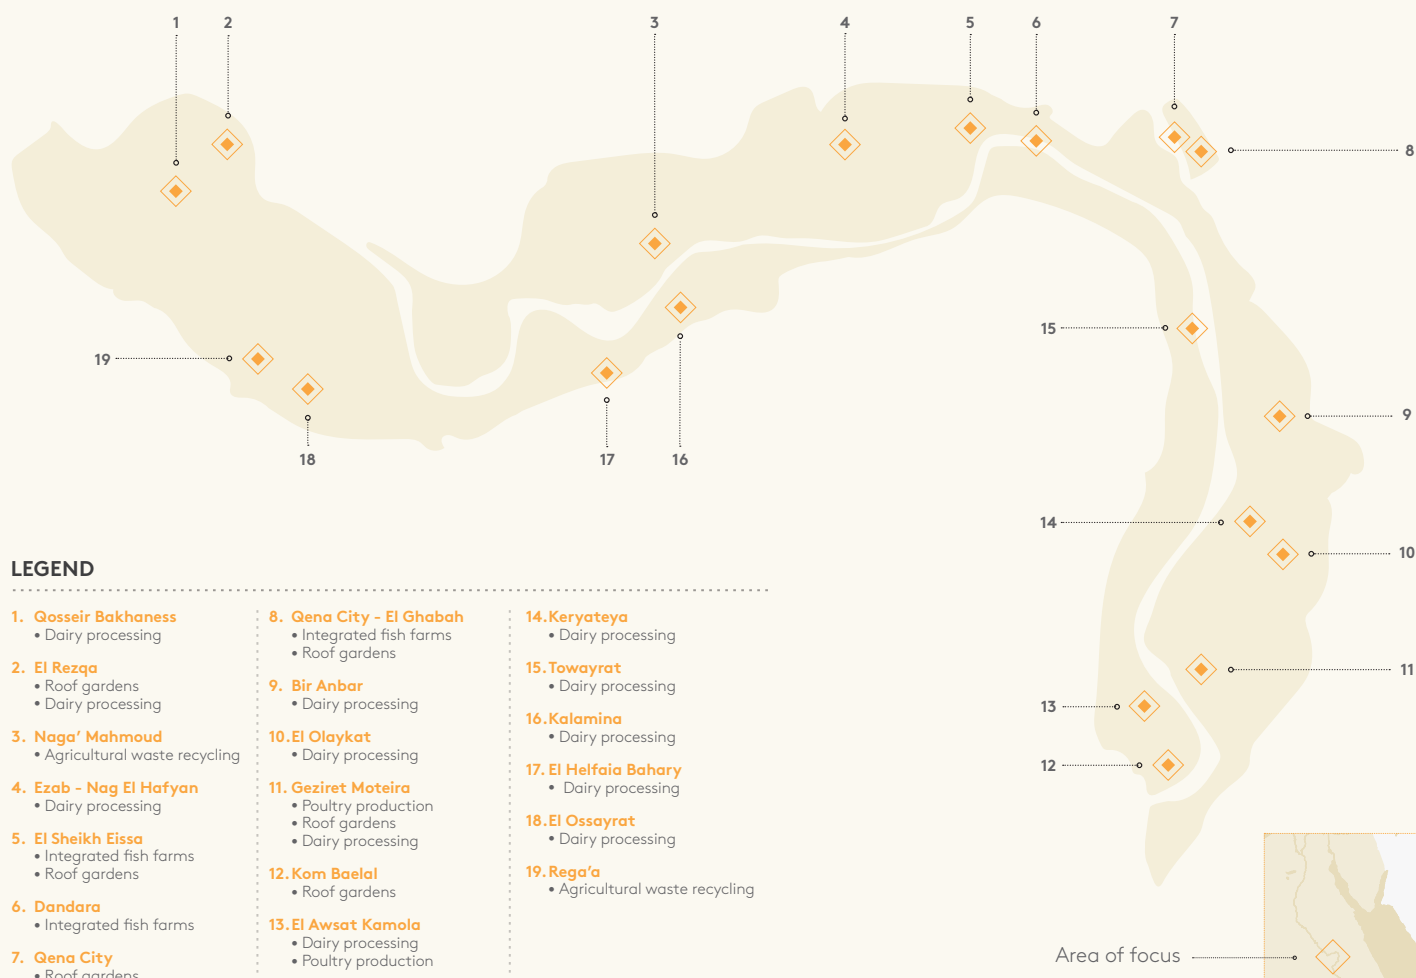 1
2
3
4
5
6
7
8
15
9
19
14
18
17
16
10
LEGEND
1. Qosseir Bakhaness
• Dairy processing
2. El Rezqa
• Roof gardens
• Dairy processing
3. Naga’ Mahmoud
• Agricultural waste recycling
4. Ezab - Nag El Hafyan
• Dairy processing
5. El Sheikh Eissa
• Integrated fish farms
• Roof gardens
6. Dandara
• Integrated fish farms
7. Qena City
• Roof gardens
8. Qena City - El Ghabah
• Integrated fish farms
• Roof gardens
9. Bir Anbar
• Dairy processing
10. El Olaykat
• Dairy processing
11. Geziret Moteira
• Poultry production
• Roof gardens
• Dairy processing
12. Kom Baelal
• Roof gardens
13. El Awsat Kamola
• Dairy processing
• Poultry production
14. Keryateya
• Dairy processing
15. Towayrat
• Dairy processing
16. Kalamina
• Dairy processing
17. El Helfaia Bahary
• Dairy processing
18. El Ossayrat
• Dairy processing
19. Rega’a
• Agricultural waste recycling
11
13
12
Area of focus